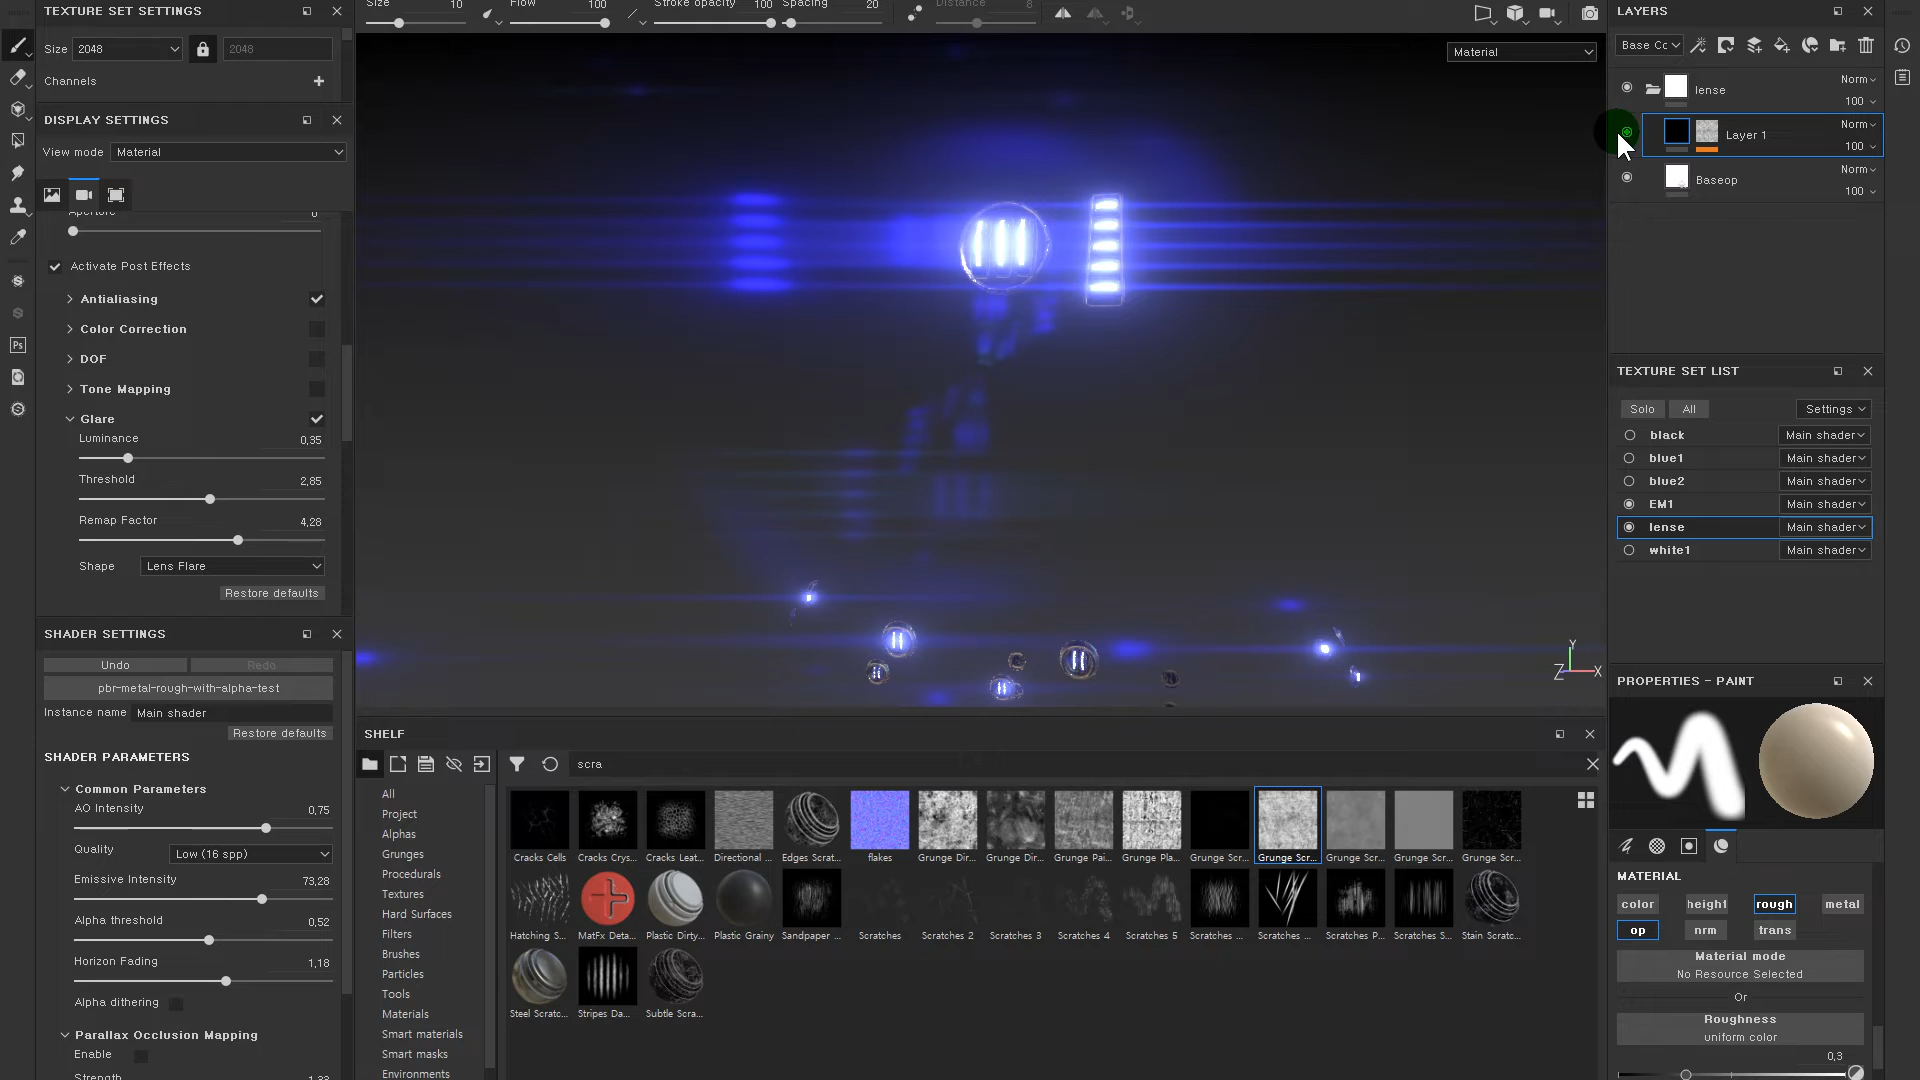 TEXTURE SET SETTINGS
Size 2048 2048
Channels
DISPLAY SETTINGS
View mode Material
Aperture 0
Activate Post Effects
Antialiasing
Color Correction
DOF
Tone Mapping
Glare
Luminance 0,35
Threshold 2,85
Remap Factor 4,28
Shape Lens Flare
Restore defaults
SHADER SETTINGS
Undo Redo
pbr-metal-rough-with-alpha-test
Instance name Main shader
Restore defaults
SHADER PARAMETERS
Common Parameters
AO Intensity 0,75
Quality Low (16 spp)
Emissive Intensity 73,28
Alpha threshold 0,52
Horizon Fading 1,18
Alpha dithering
Parallax Occlusion Mapping
Enable
Strength
Ps
Size 10 Flow 100 Stroke opacity 100 Spacing 20 Distance 8
Material
Y
Z X
SHELF
scra
All
Project
Alphas
Grunges
Procedurals
Textures
Hard Surfaces
Filters
Brushes
Particles
Tools
Materials
Smart materials
Smart masks
Environments
Cracks Cells Cracks Crys... Cracks Leat... Directional ... Edges Scrat... flakes Grunge Dir... Grunge Dir... Grunge Pai... Grunge Pla... Grunge Scr... Grunge Scr... Grunge Scr... Grunge Scr... Grunge Scr...
Hatching S... MatFx Deta... Plastic Dirty... Plastic Grainy Sandpaper ... Scratches Scratches 2 Scratches 3 Scratches 4 Scratches 5 Scratches ... Scratches ... Scratches P... Scratches S... Stain Scratc...
Steel Scratc... Stripes Da... Subtle Scra...
LAYERS
Base Cc
lense Norm 100
Layer 1 Norm 100
Baseop Norm 100
TEXTURE SET LIST
Solo All Settings
black Main shader
blue1 Main shader
blue2 Main shader
EM1 Main shader
lense Main shader
white1 Main shader
PROPERTIES - PAINT
MATERIAL
color height rough metal
op nrm trans
Material mode
No Resource Selected
Or
Roughness
uniform color
0,3